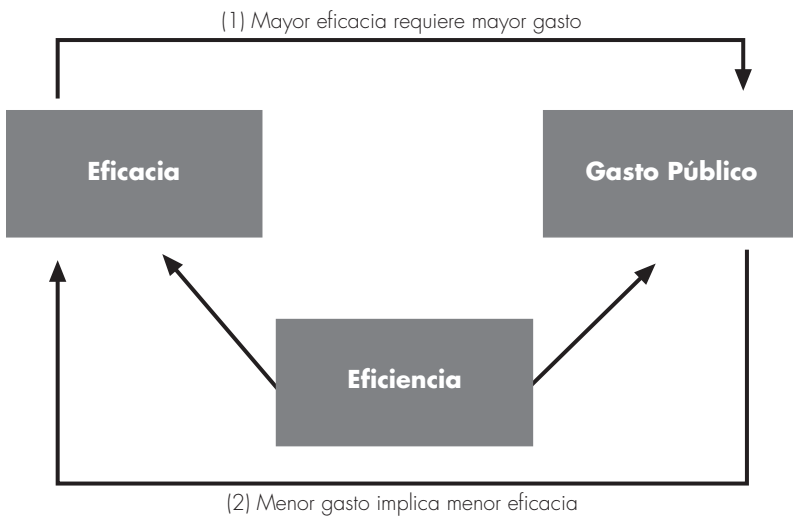 (1) Mayor eficacia requiere mayor gasto
Eficacia
Gasto Público
Eficiencia
(2) Menor gasto implica menor eficacia